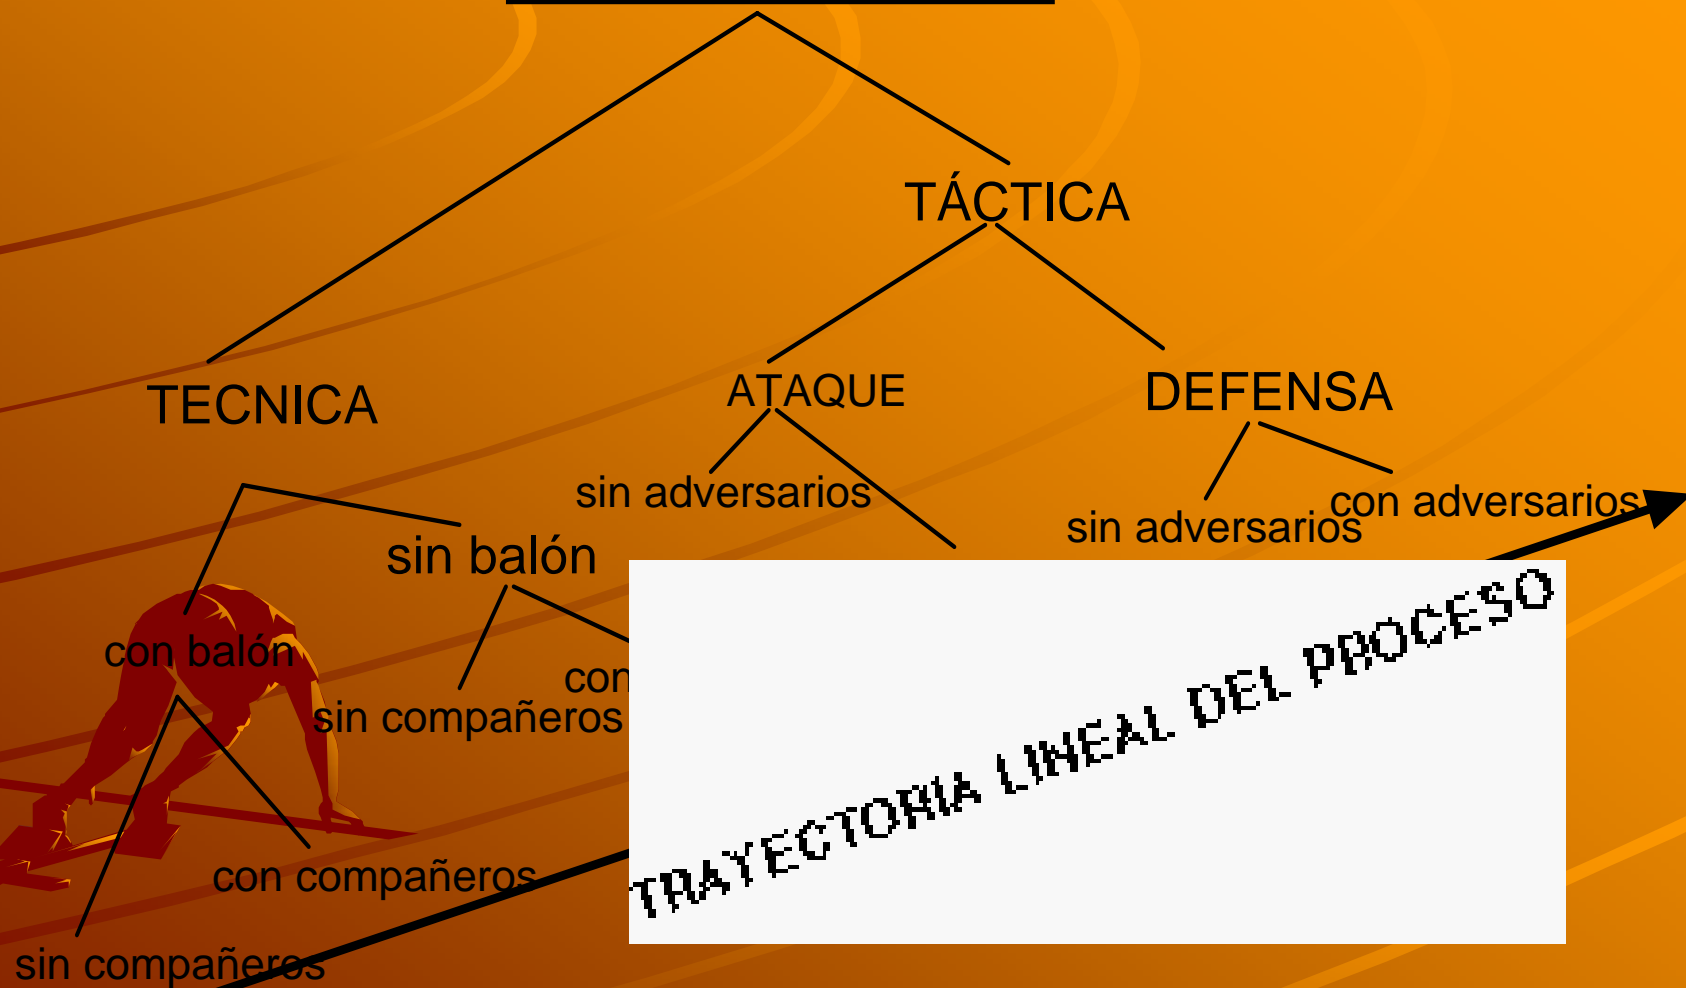 TÁCTICA
TECNICA
ATAQUE
DEFENSA
sin adversarios
sin adversarios
con adversarios
sin balón
con balón
con
sin compañeros
con compañeros
sin compañeros
TRAYECTORIA LINEAL DEL PROCESO